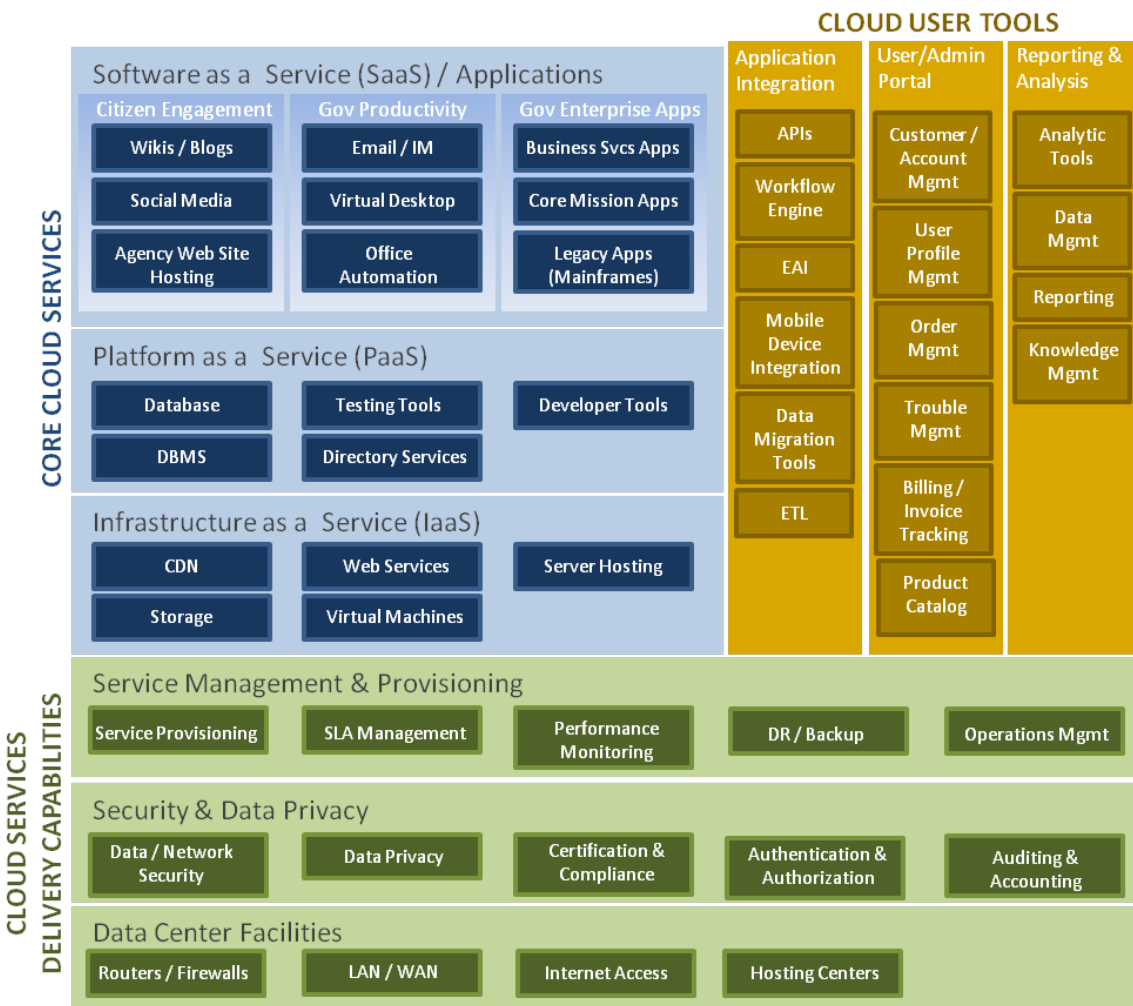 CLOUD USER TOOLS
CORE CLOUD SERVICES
Software as a Service (SaaS) / Applications
Citizen Engagement
Wikis / Blogs
Social Media
Agency Web Site
Hosting
Gov Productivity
Email / IM
Virtual Desktop
Office
Automation
Gov Enterprise Apps
Business Svcs Apps
Core Mission Apps
Legacy Apps
(Mainframes)
Platform as a Service (PaaS)
Database
Testing Tools
Developer Tools
DBMS
Directory Services
Infrastructure as a Service (IaaS)
CDN
Web Services
Server Hosting
Storage
Virtual Machines
Application
Integration
APIs
Workflow
Engine
EAI
Mobile
Device
Integration
Data
Migration
Tools
ETL
User/Admin
Portal
Customer /
Account
Mgmt
User
Profile
Mgmt
Order
Mgmt
Trouble
Mgmt
Billing /
Invoice
Tracking
Product
Catalog
Reporting &
Analysis
Analytic
Tools
Data
Mgmt
Reporting
Knowledge
Mgmt
CLOUD SERVICES
DELIVERY CAPABILITIES
Service Management & Provisioning
Service Provisioning
SLA Management
Performance
Monitoring
DR / Backup
Operations Mgmt
Security & Data Privacy
Data / Network
Security
Data Privacy
Certification &
Compliance
Authentication &
Authorization
Auditing &
Accounting
Data Center Facilities
Routers / Firewalls
LAN / WAN
Internet Access
Hosting Centers